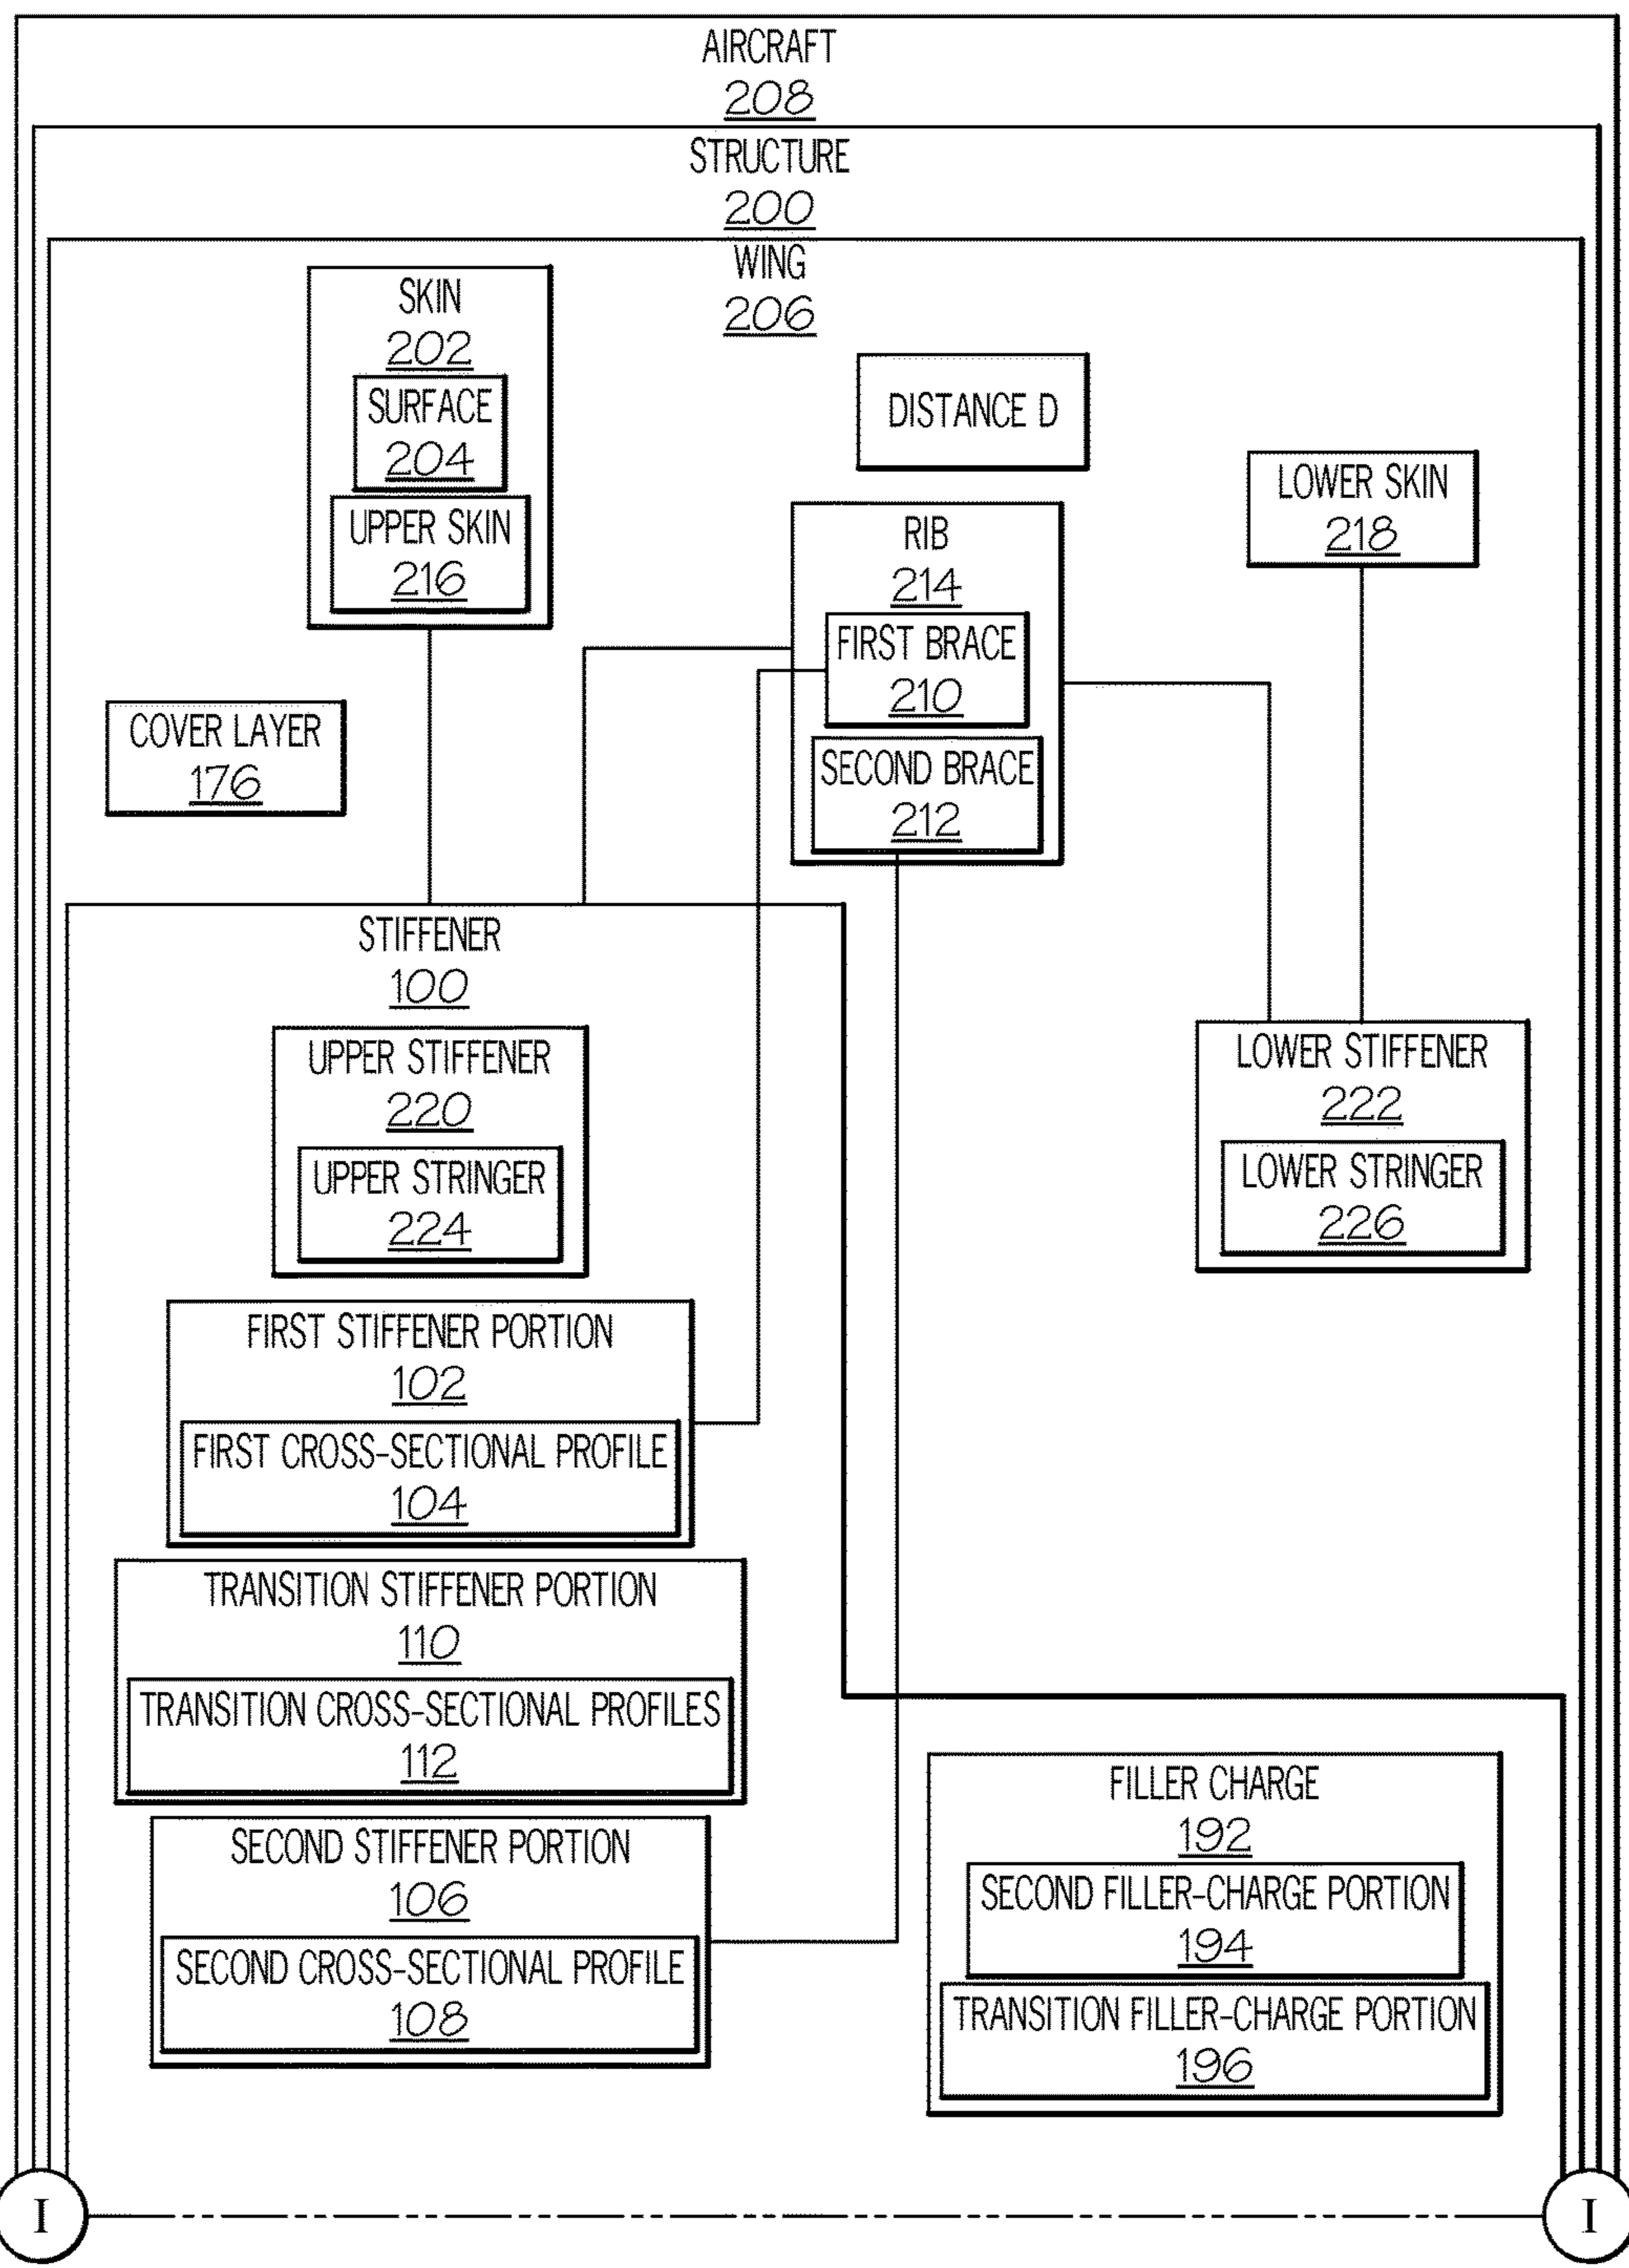 AIRCRAFT
208
STRUCTURE
200
WING
206
SKIN
202
SURFACE
204
UPPER SKIN
216
DISTANCE D
LOWER SKIN
218
RIB
214
FIRST BRACE
210
SECOND BRACE
212
COVER LAYER
176
STIFFENER
100
UPPER STIFFENER
220
UPPER STRINGER
224
LOWER STIFFENER
222
LOWER STRINGER
226
FIRST STIFFENER PORTION
102
FIRST CROSS-SECTIONAL PROFILE
104
TRANSITION STIFFENER PORTION
110
TRANSITION CROSS-SECTIONAL PROFILES
112
SECOND STIFFENER PORTION
106
SECOND CROSS-SECTIONAL PROFILE
108
FILLER CHARGE
192
SECOND FILLER-CHARGE PORTION
194
TRANSITION FILLER-CHARGE PORTION
196
I
I